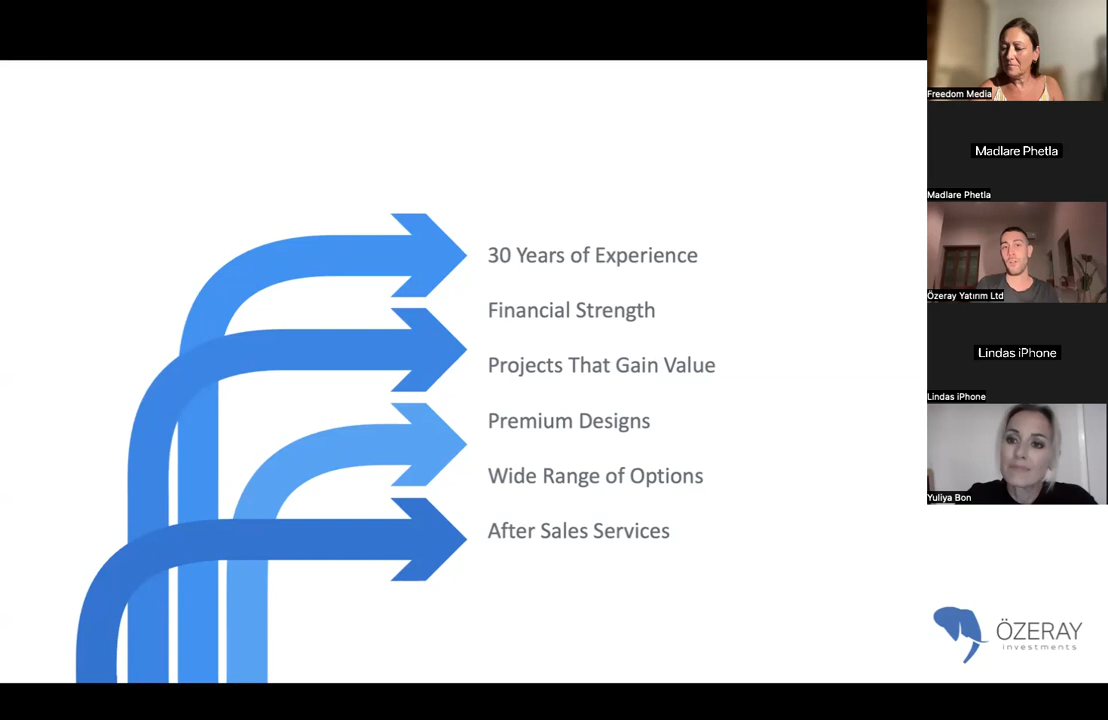 30 Years of Experience
Financial Strength
Projects That Gain Value
Premium Designs
Wide Range of Options
After Sales Services
Freedom Media
Madlare Phetla
Madlare Phetla
Özeray Yatırım Ltd
Lindas iPhone
Lindas iPhone
Yuliya Bon
ÖZERAY
investments